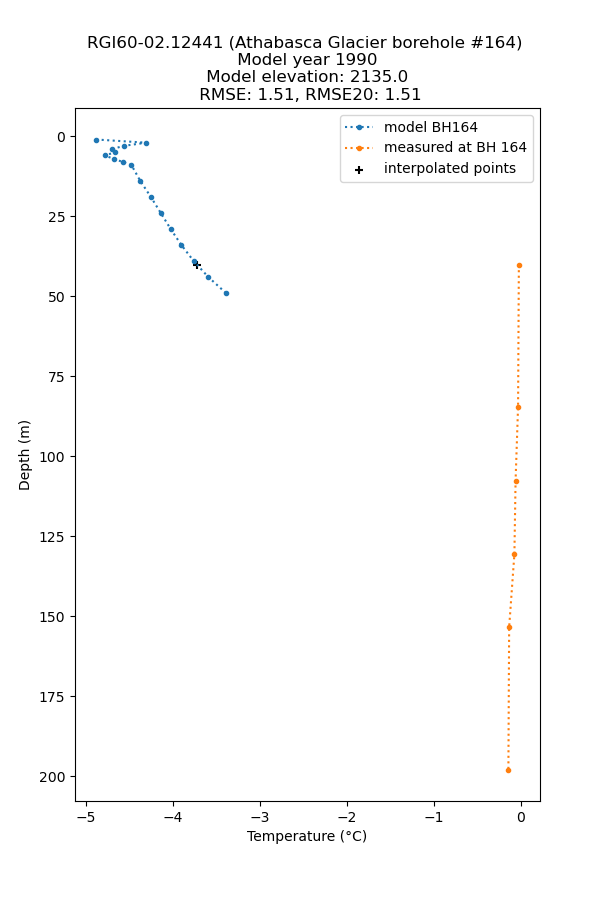 RGI60-02.12441 (Athabasca Glacier borehole #164)
Model year 1990
Model elevation: 2135.0
RMSE: 1.51, RMSE20: 1.51
model BH164
measured at BH 164
interpolated points
0
25
50
75
100
125
150
175
200
Depth (m)
−5 −4 −3 −2 −1 0
Temperature (°C)